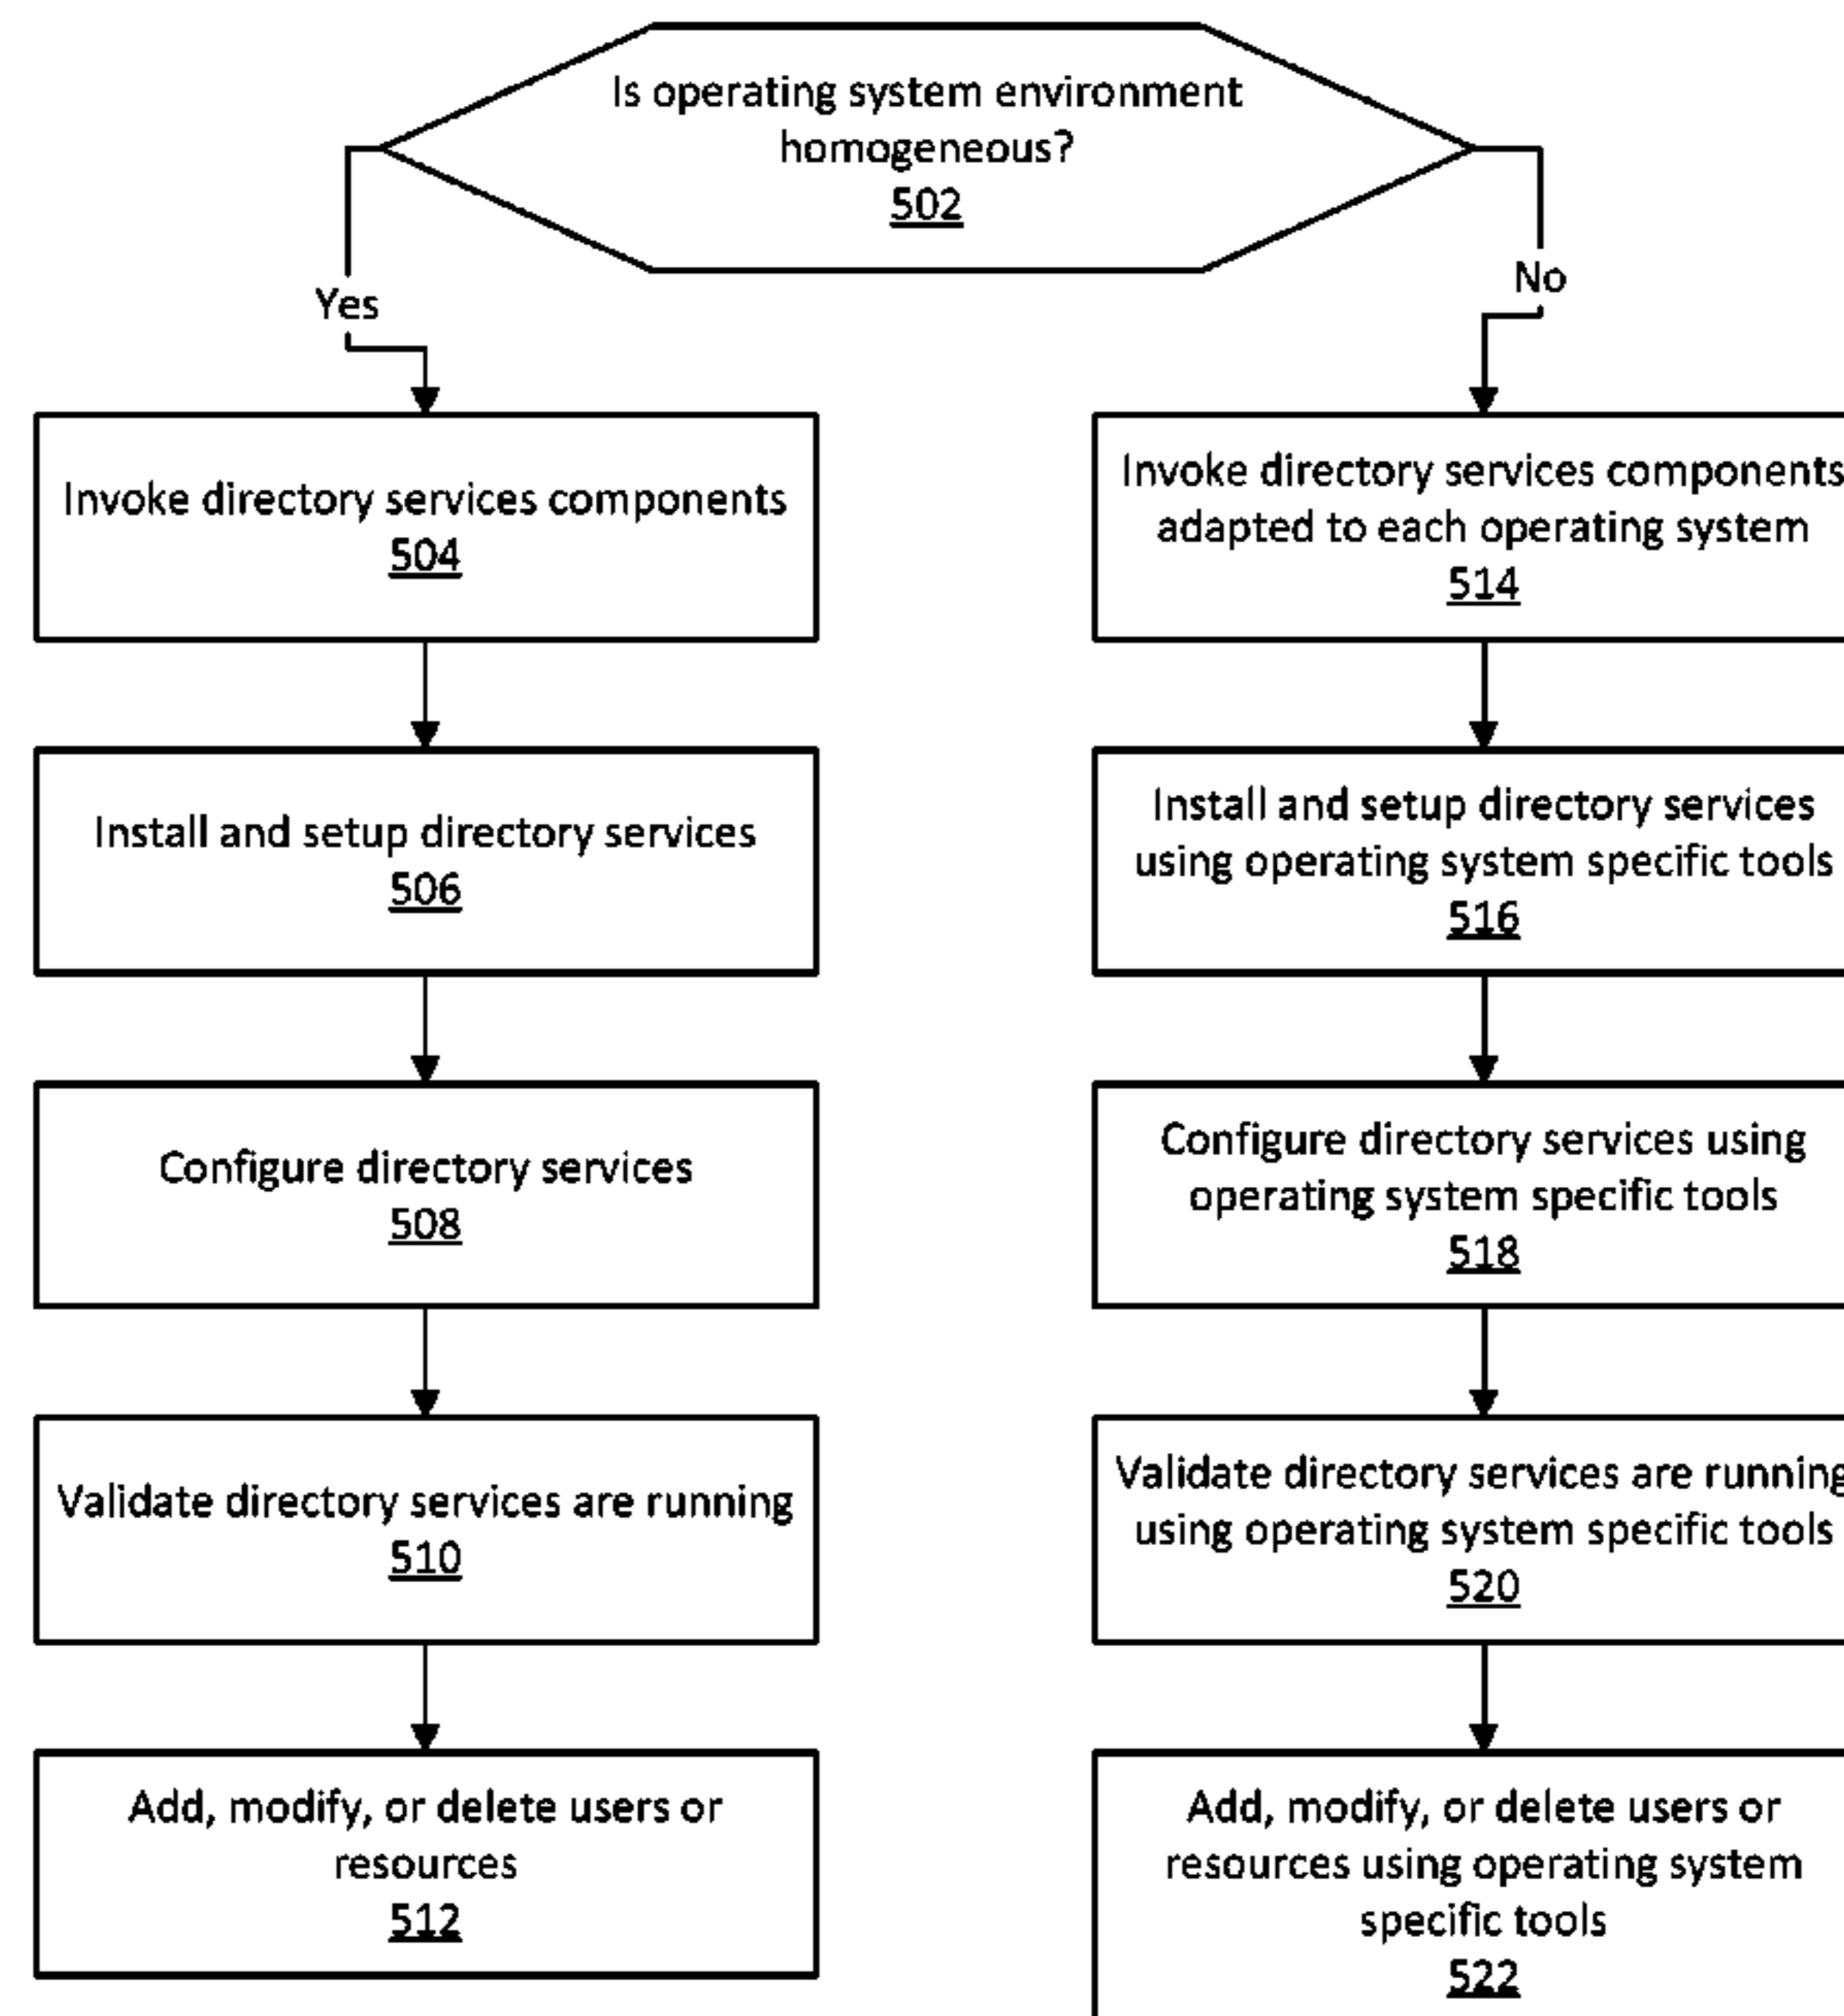 Is operating system environment
homogeneous?
502
Yes
No
Invoke directory services components
504
Install and setup directory services
506
Configure directory services
508
Validate directory services are running
510
Add, modify, or delete users or
resources
512
Invoke directory services components
adapted to each operating system
514
Install and setup directory services
using operating system specific tools
516
Configure directory services using
operating system specific tools
518
Validate directory services are running
using operating system specific tools
520
Add, modify, or delete users or
resources using operating system
specific tools
522